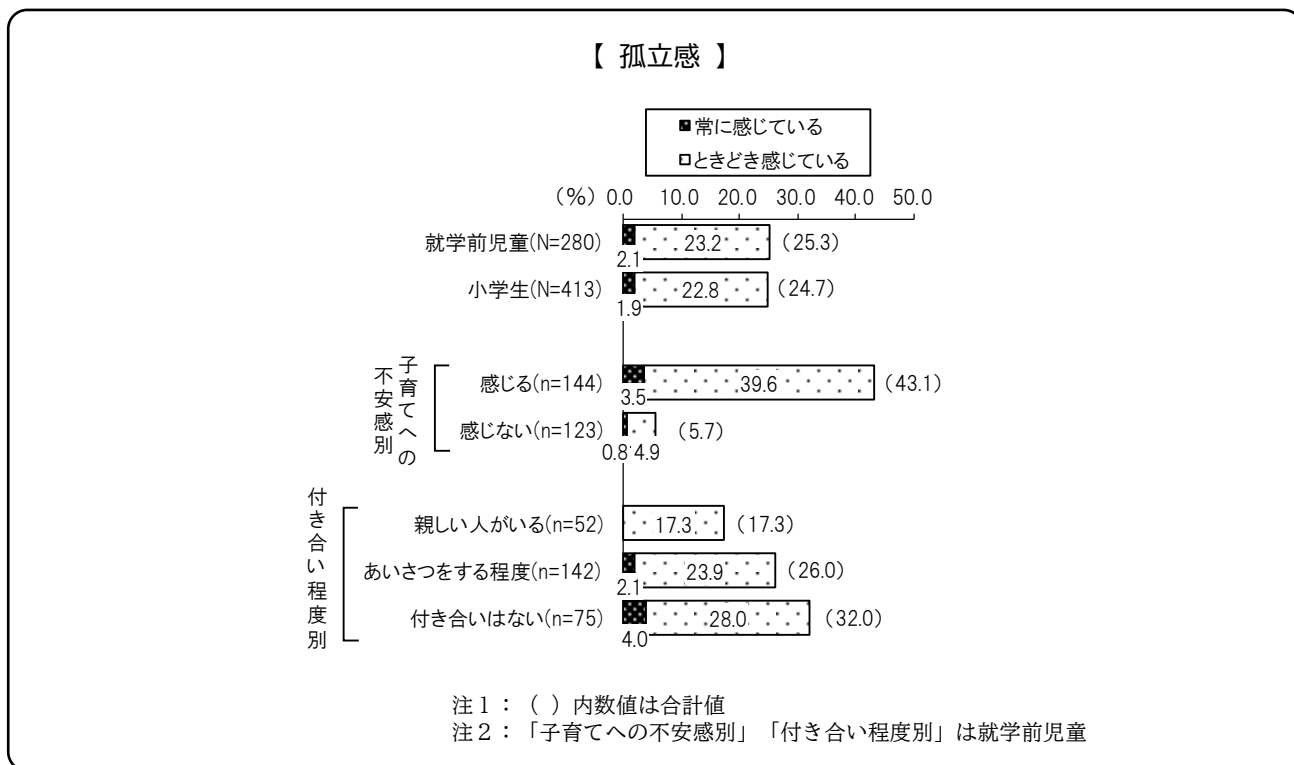 【 孤立感 】
常に感じている
ときどき感じている
(%) 0.0 10.0 20.0 30.0 40.0 50.0
就学前児童(N=280) 2.1 23.2 (25.3)
小学生(N=413) 1.9 22.8 (24.7)
子育てへの
不安感別
感じる(n=144) 3.5 39.6 (43.1)
感じない(n=123) 0.8 4.9 (5.7)
付き合い程度別
親しい人がいる(n=52) 17.3 (17.3)
あいさつをする程度(n=142) 2.1 23.9 (26.0)
付き合いはない(n=75) 4.0 28.0 (32.0)
注１：（ ）内数値は合計値
注２：「子育てへの不安感別」「付き合い程度別」は就学前児童